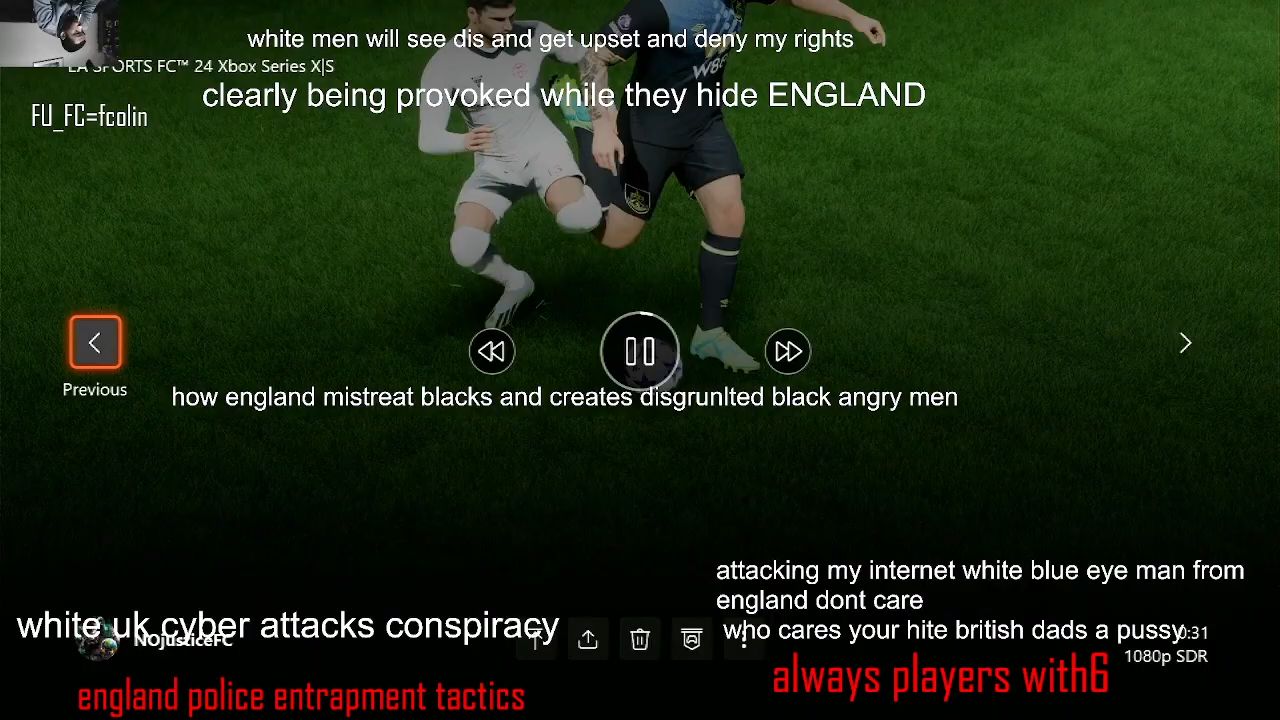 white men will see dis and get upset and deny my rights
EA SPORTS FC™ 24 Xbox Series X|S
clearly being provoked while they hide ENGLAND
FU_FC=fcolin
Previous
how england mistreat blacks and creates disgrunlted black angry men
attacking my internet white blue eye man from
england dont care
white uk cyber attacks conspiracy
who cares your hite british dads a pussy
0:31
NOjusticeFC
1080p SDR
always players with6
england police entrapment tactics